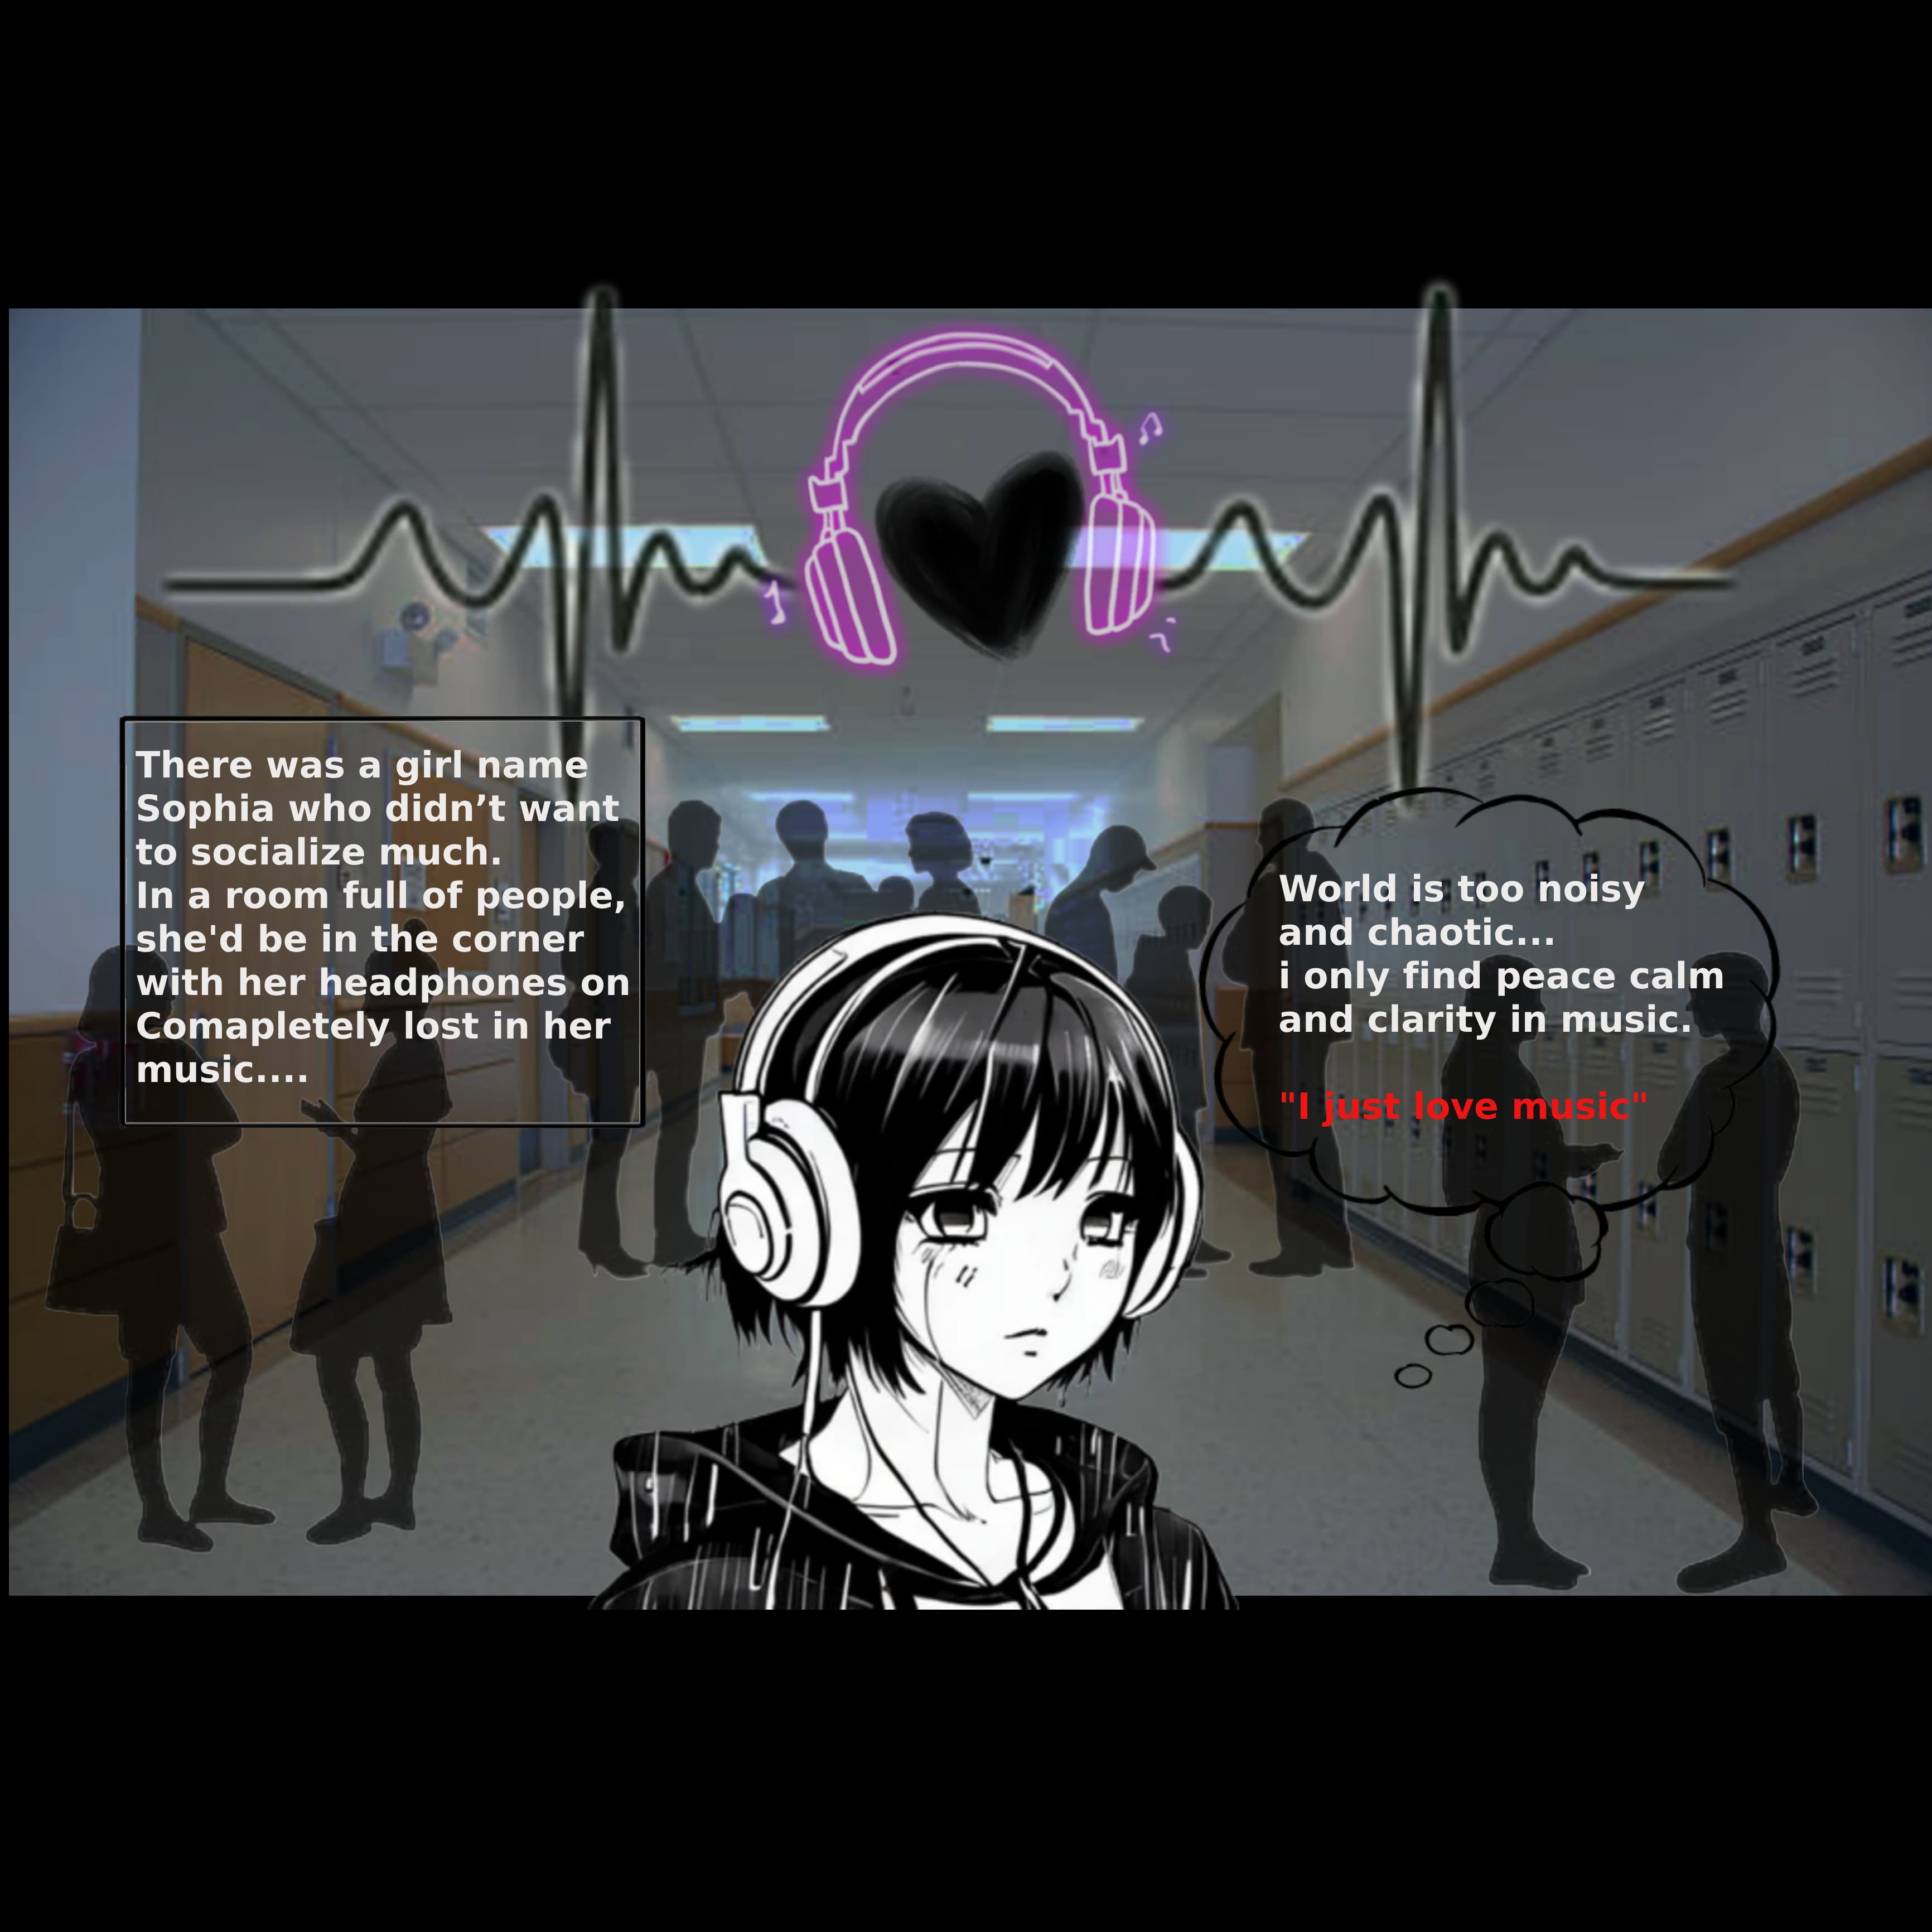 There was a girl name
Sophia who didn’t want
to socialize much.
In a room full of people,
she'd be in the corner
with her headphones on
Comapletely lost in her
music....
World is too noisy
and chaotic...
i only find peace calm
and clarity in music.
"I just love music"